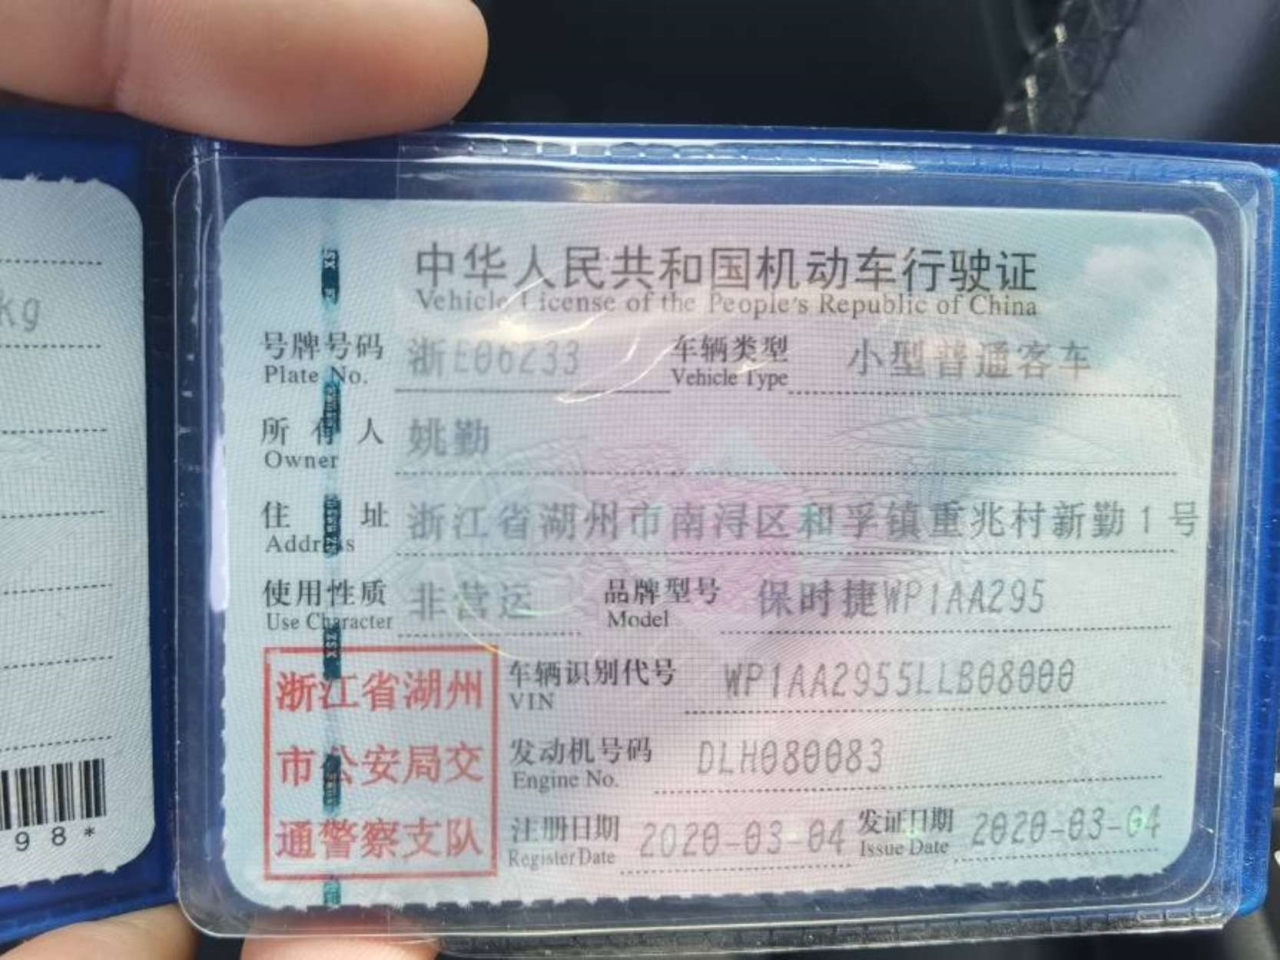 kg
98*
中华人民共和国机动车行驶证
Vehicle License of the People's Republic of China
号牌号码 浙E06233 车辆类型 小型普通客车
Plate No. Vehicle Type
所有人 姚勤
Owner
住址 浙江省湖州市南浔区和孚镇重兆村新勤1号
Address
使用性质 非营运 品牌型号 保时捷WP1AA295
Use Character Model
浙江省湖州
市公安局交
通警察支队
车辆识别代号 WP1AA2955LLB08000
VIN
发动机号码 DLH080083
Engine No.
注册日期 2020-03-04 发证日期 2020-03-04
Register Date Issue Date